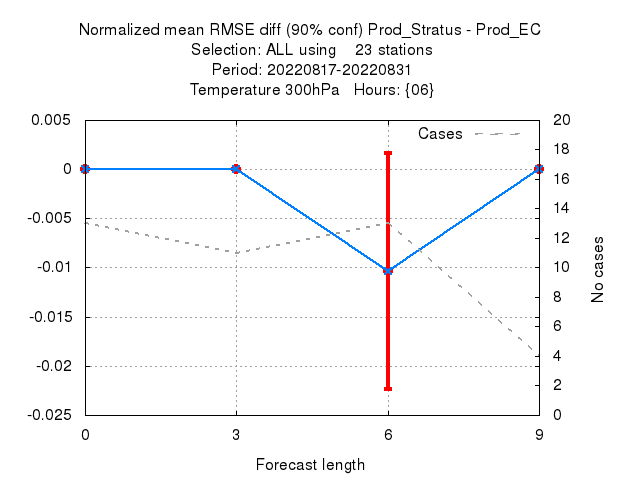 Normalized mean RMSE diff (90% conf) Prod_Stratus - Prod_EC
Selection: ALL using 23 stations
Period: 20220817-20220831
Temperature 300hPa Hours: {06}
Cases
0.005
0
-0.005
-0.01
-0.015
-0.02
-0.025
20
18
16
14
12
10
8
6
4
2
0
No cases
0 3 6 9
Forecast length